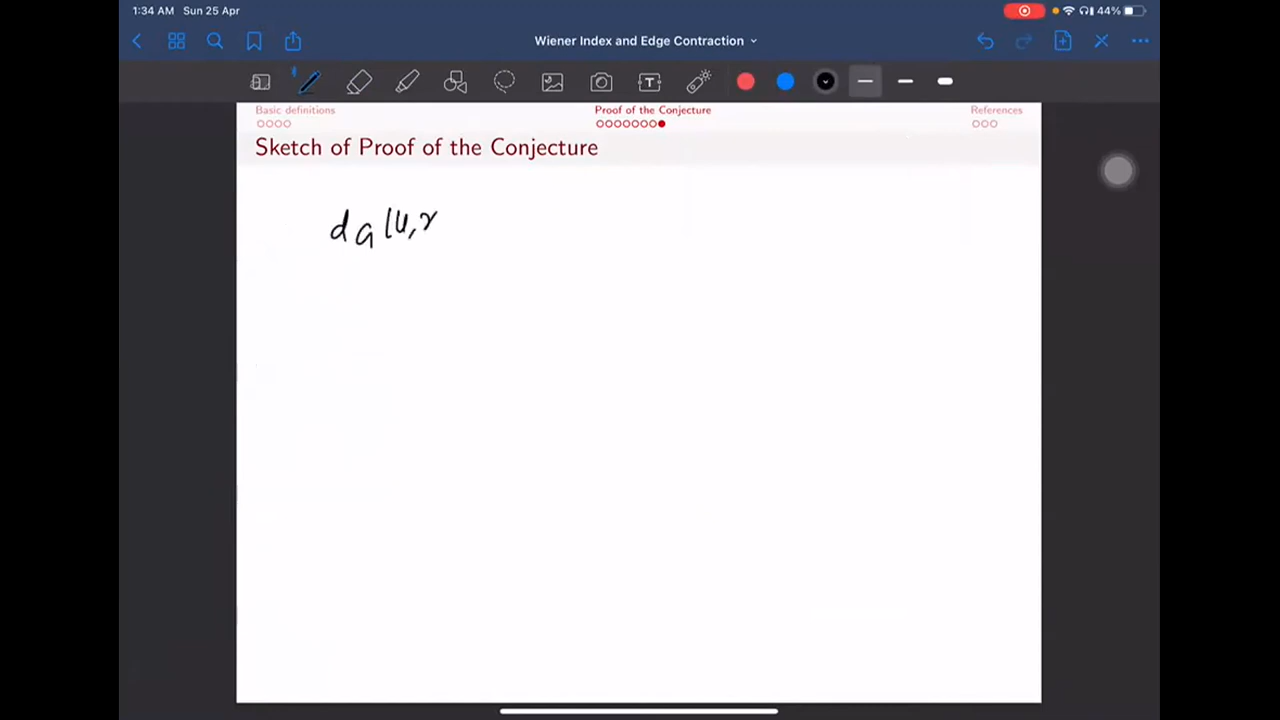 1:34 AM Sun 25 Apr 44%
Wiener Index and Edge Contraction
T
Basic definitions Proof of the Conjecture References
Sketch of Proof of the Conjecture
d_G (u,v